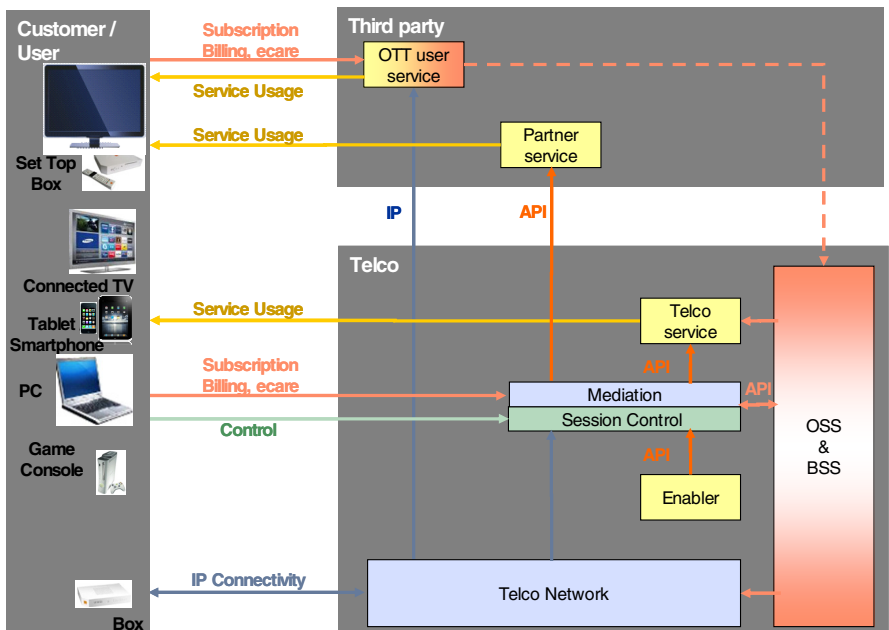 Customer /
User
Third party
Subscription
Billing, ecare
OTT user
service
Service Usage
Service Usage
Partner
service
Set Top
Box
IP
API
Telco
Connected TV
Service Usage
Telco
service
Tablet
Smartphone
Subscription
Billing, ecare
API
PC
Mediation
API
Control
Session Control
OSS
&
BSS
Game
Console
API
Enabler
IP Connectivity
Telco Network
Box